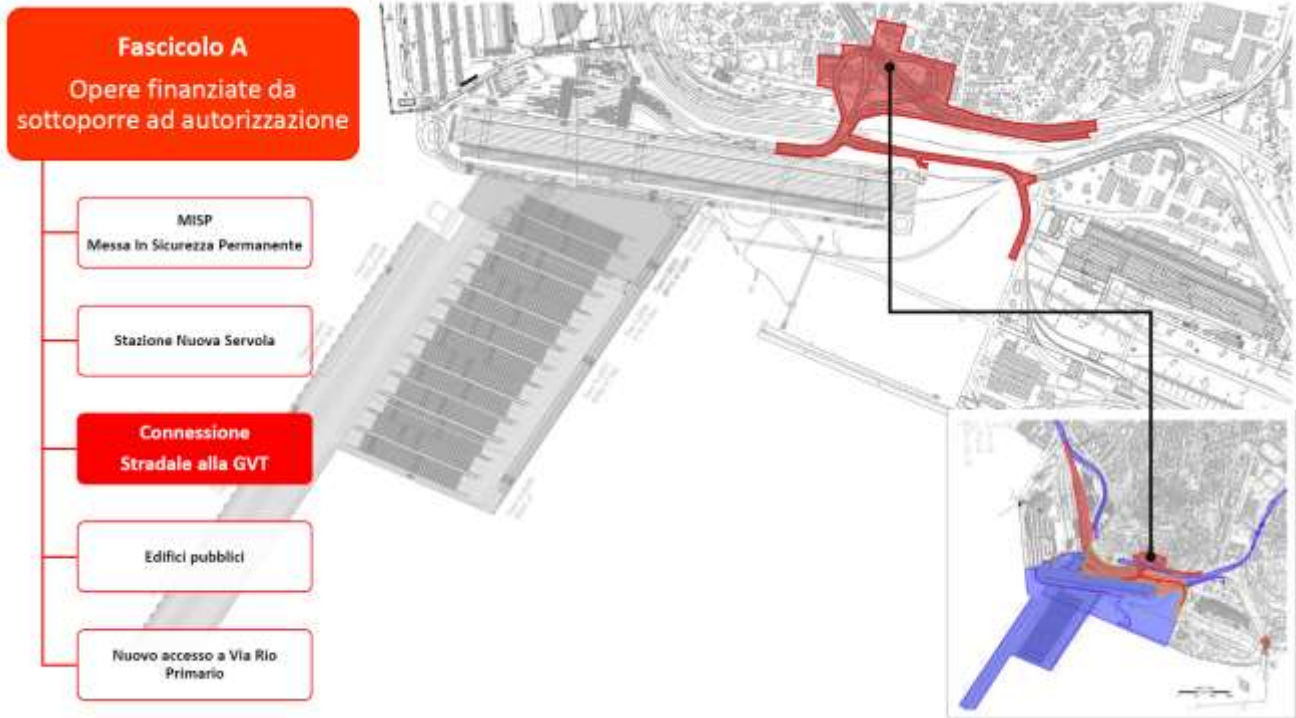 Fascicolo A
Opere finanziate da
sottoporre ad autorizzazione
MISP
Messa In Sicurezza Permanente
Stazione Nuova Servola
Connessione
Stradale alla GVT
Edifici pubblici
Nuovo accesso a Via Rio
Primario